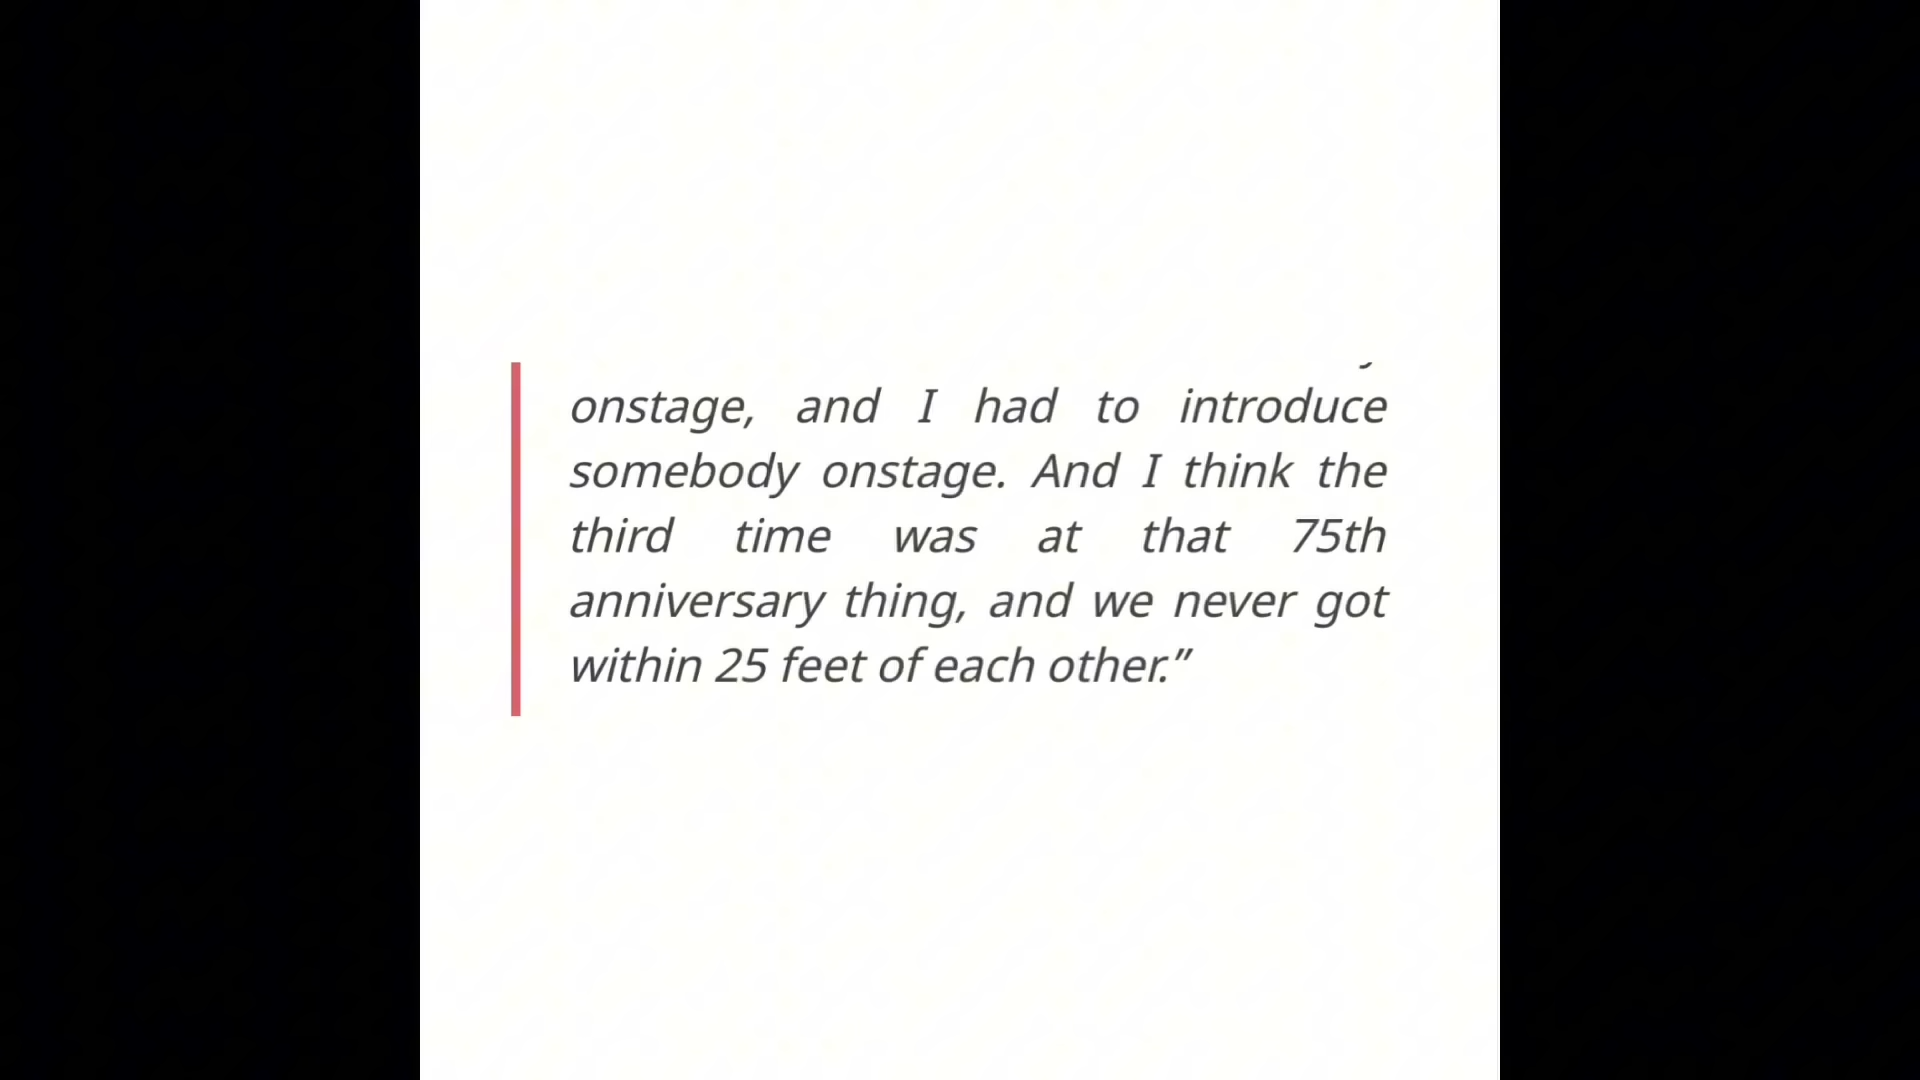 onstage, and I had to introduce
somebody onstage. And I think the
third time was at that 75th
anniversary thing, and we never got
within 25 feet of each other.”